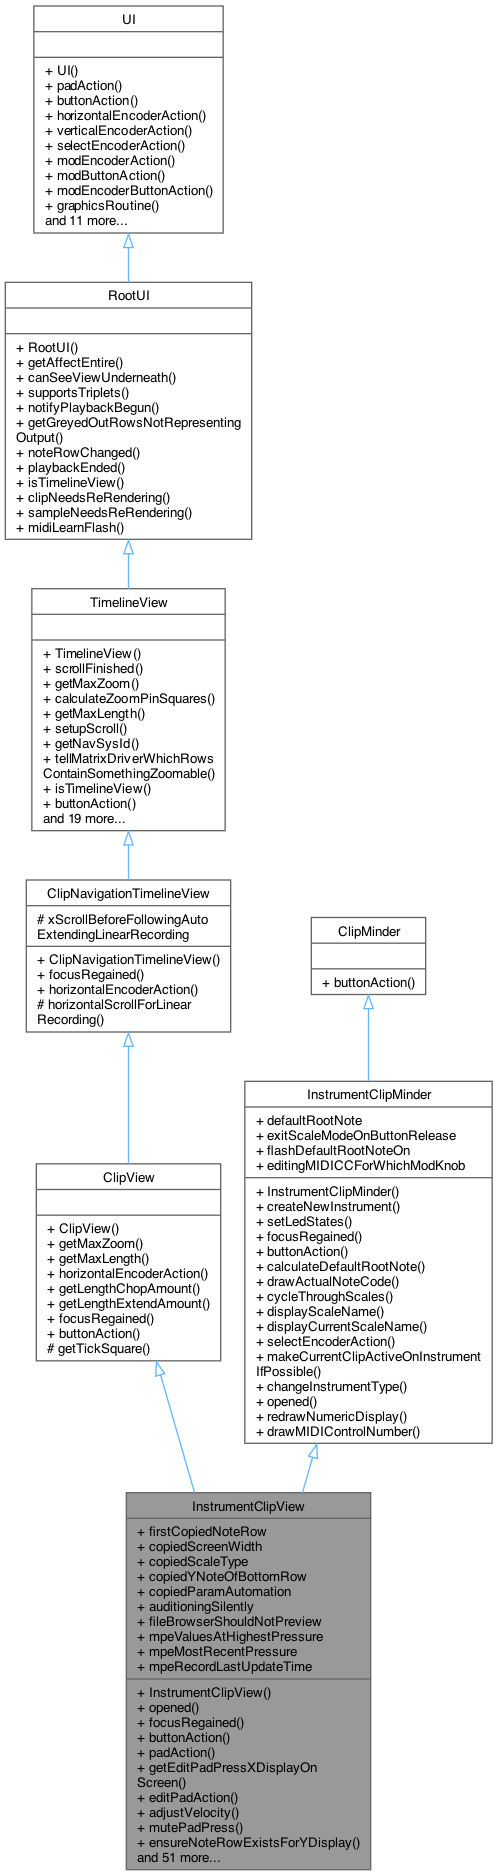 UI
+ UI()
+ padAction()
+ buttonAction()
+ horizontalEncoderAction()
+ verticalEncoderAction()
+ selectEncoderAction()
+ modEncoderAction()
+ modButtonAction()
+ modEncoderButtonAction()
+ graphicsRoutine()
and 11 more...
RootUI
+ RootUI()
+ getAffectEntire()
+ canSeeViewUnderneath()
+ supportsTriplets()
+ notifyPlaybackBegun()
+ getGreyedOutRowsNotRepresenting
Output()
+ noteRowChanged()
+ playbackEnded()
+ isTimelineView()
+ clipNeedsReRendering()
+ sampleNeedsReRendering()
+ midiLearnFlash()
TimelineView
+ TimelineView()
+ scrollFinished()
+ getMaxZoom()
+ calculateZoomPinSquares()
+ getMaxLength()
+ setupScroll()
+ getNavSysId()
+ tellMatrixDriverWhichRows
ContainSomethingZoomable()
+ isTimelineView()
+ buttonAction()
and 19 more...
ClipNavigationTimelineView
# xScrollBeforeFollowingAuto
ExtendingLinearRecording
+ ClipNavigationTimelineView()
+ focusRegained()
+ horizontalEncoderAction()
# horizontalScrollForLinear
Recording()
ClipMinder
+ buttonAction()
InstrumentClipMinder
+ defaultRootNote
+ exitScaleModeOnButtonRelease
+ flashDefaultRootNoteOn
+ editingMIDICCForWhichModKnob
+ InstrumentClipMinder()
+ createNewInstrument()
+ setLedStates()
+ focusRegained()
+ buttonAction()
+ calculateDefaultRootNote()
+ drawActualNoteCode()
+ cycleThroughScales()
+ displayScaleName()
+ displayCurrentScaleName()
+ selectEncoderAction()
+ makeCurrentClipActiveOnInstrument
IfPossible()
+ changeInstrumentType()
+ opened()
+ redrawNumericDisplay()
+ drawMIDIControlNumber()
ClipView
+ ClipView()
+ getMaxZoom()
+ getMaxLength()
+ horizontalEncoderAction()
+ getLengthChopAmount()
+ getLengthExtendAmount()
+ focusRegained()
+ buttonAction()
# getTickSquare()
InstrumentClipView
+ firstCopiedNoteRow
+ copiedScreenWidth
+ copiedScaleType
+ copiedYNoteOfBottomRow
+ copiedParamAutomation
+ auditioningSilently
+ fileBrowserShouldNotPreview
+ mpeValuesAtHighestPressure
+ mpeMostRecentPressure
+ mpeRecordLastUpdateTime
+ InstrumentClipView()
+ opened()
+ focusRegained()
+ buttonAction()
+ padAction()
+ getEditPadPressXDisplayOn
Screen()
+ editPadAction()
+ adjustVelocity()
+ mutePadPress()
+ ensureNoteRowExistsForYDisplay()
and 51 more...